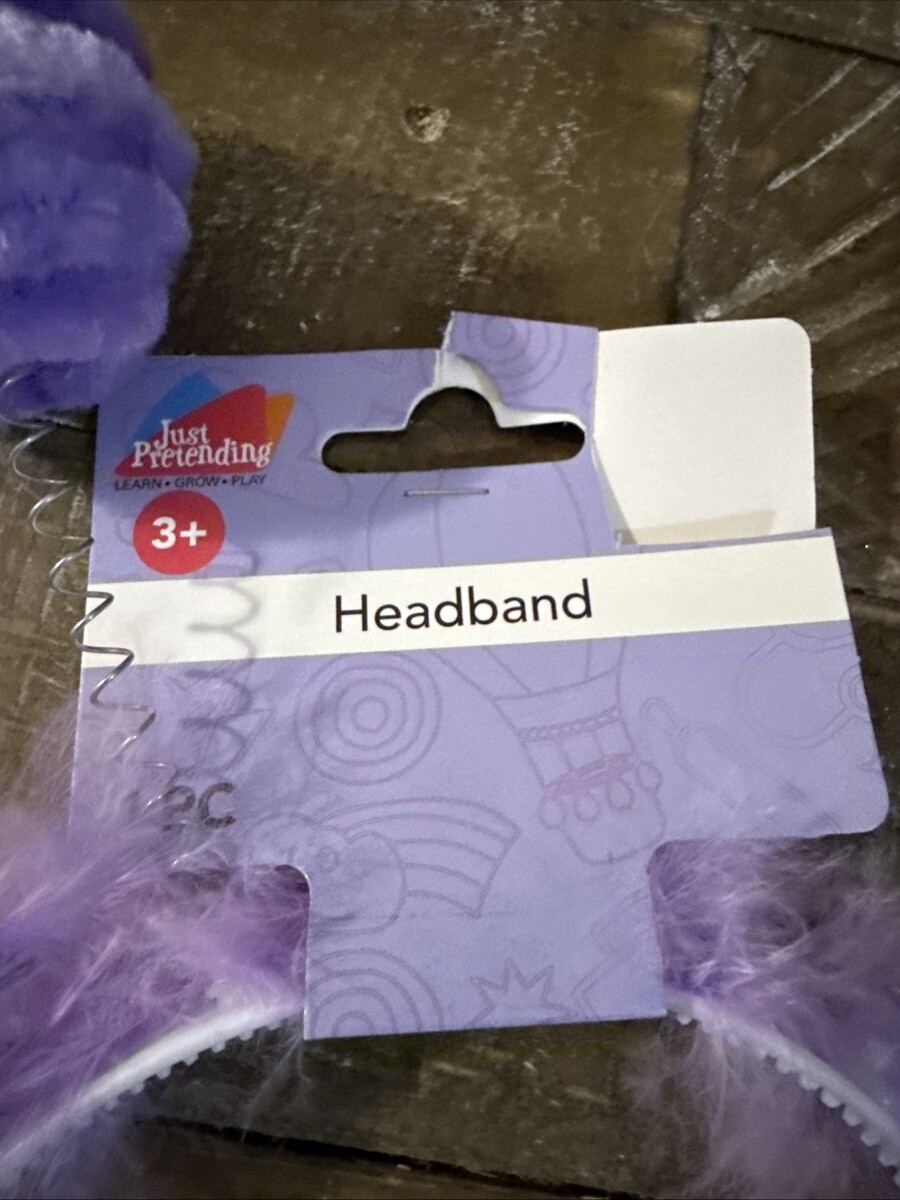 Just
Pretending
LEARN • GROW • PLAY
3+
Headband